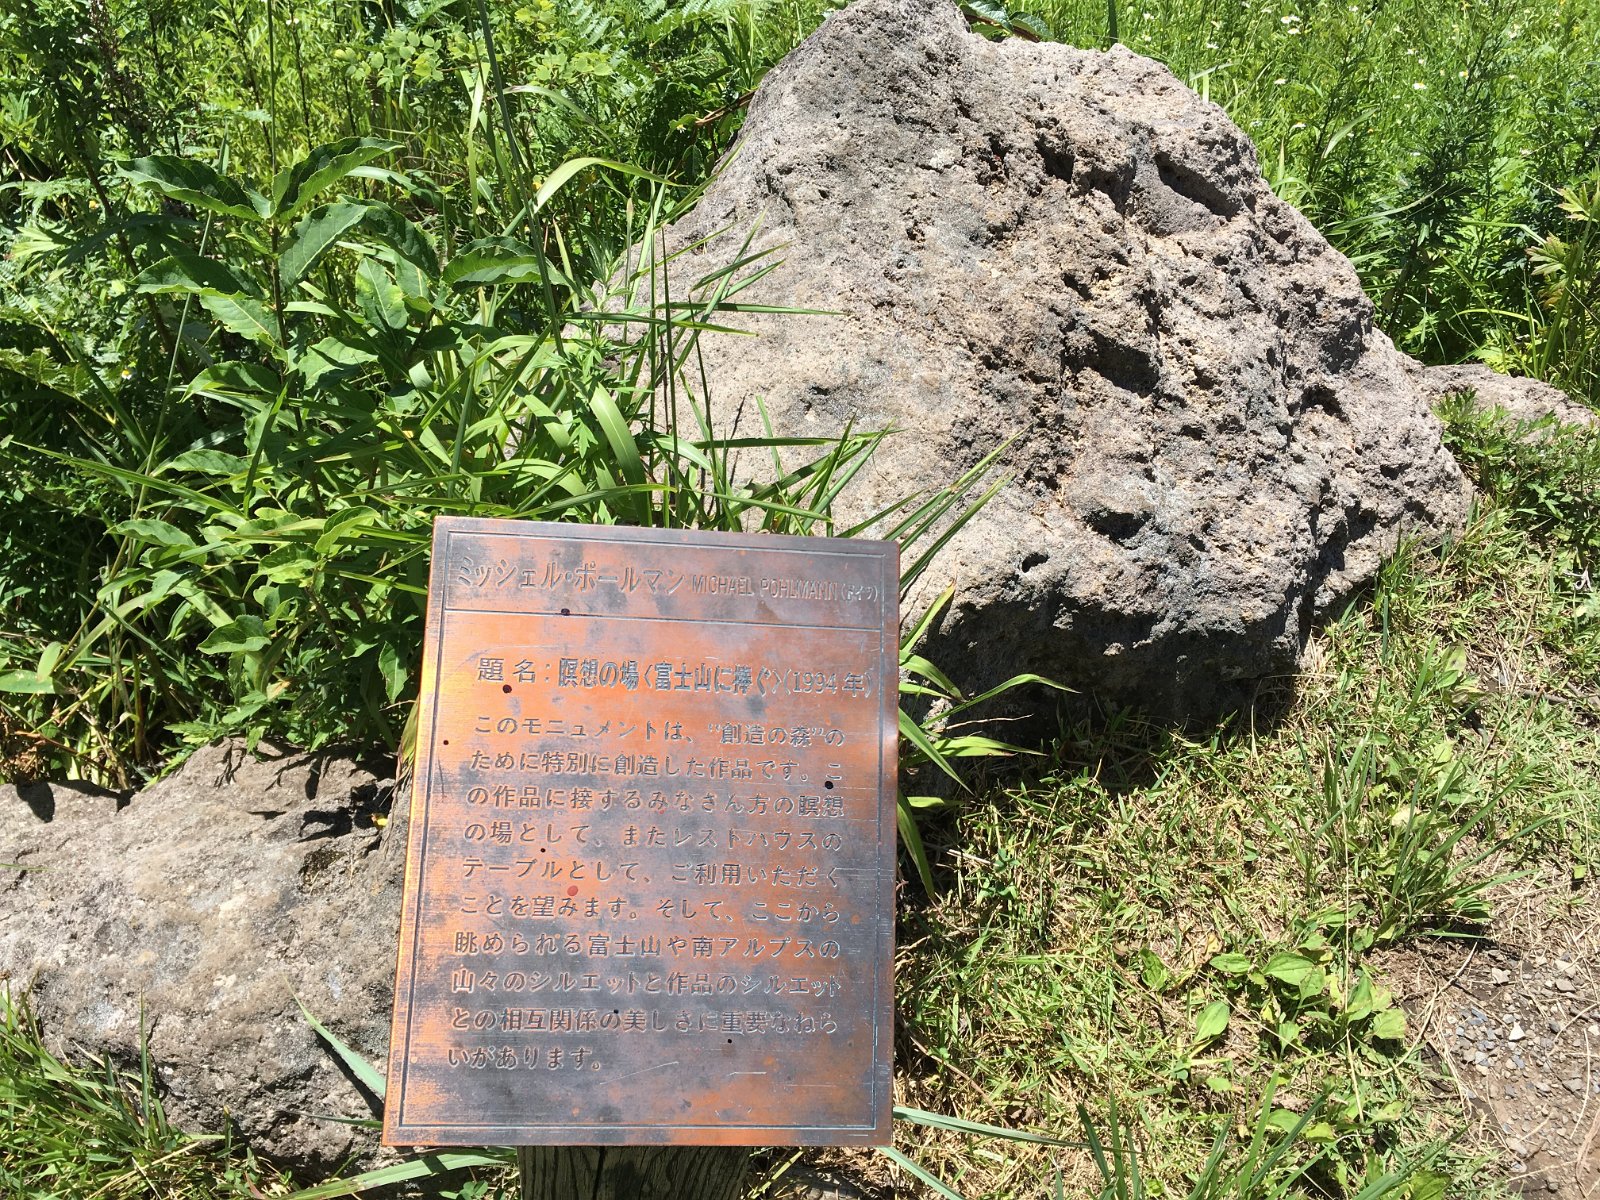 ミッシェル・ポールマン MICHAEL POHLMANN (ドイツ)
題名：瞑想の場〈富士山に捧ぐ〉(1994年)
このモニュメントは、“創造の森”の
ために特別に創造した作品です。こ
の作品に接するみなさん方の瞑想
の場として、またレストハウスの
テーブルとして、ご利用いただく
ことを望みます。そして、ここから
眺められる富士山や南アルプスの
山々のシルエットと作品のシルエット
との相互関係の美しさに重要なねら
いがあります。